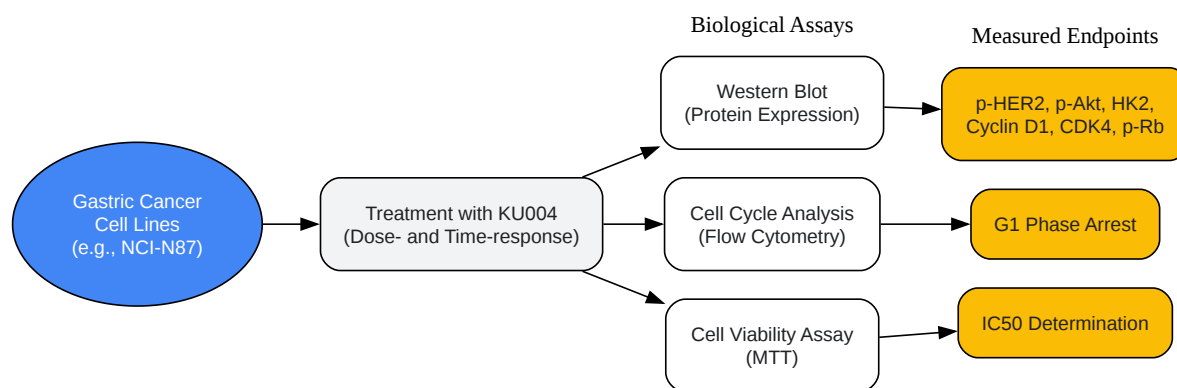 Biological Assays
Measured Endpoints
Western Blot
(Protein Expression)
p-HER2, p-Akt, HK2,
Cyclin D1, CDK4, p-Rb
Gastric Cancer
Cell Lines
(e.g., NCI-N87)
Treatment with KU004
(Dose- and Time-response)
Cell Cycle Analysis
(Flow Cytometry)
G1 Phase Arrest
Cell Viability Assay
(MTT)
IC50 Determination